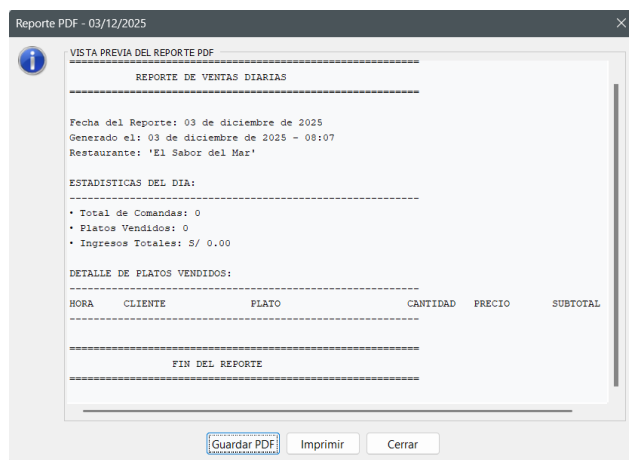 Reporte PDF - 03/12/2025
VISTA PREVIA DEL REPORTE PDF
==========================================================
REPORTE DE VENTAS DIARIAS
==========================================================
Fecha del Reporte: 03 de diciembre de 2025
Generado el: 03 de diciembre de 2025 - 08:07
Restaurante: 'El Sabor del Mar'
ESTADISTICAS DEL DIA:
----------------------------------------------------------
• Total de Comandas: 0
• Platos Vendidos: 0
• Ingresos Totales: S/ 0.00
DETALLE DE PLATOS VENDIDOS:
----------------------------------------------------------
HORA CLIENTE PLATO CANTIDAD PRECIO SUBTOTAL
----------------------------------------------------------
==========================================================
FIN DEL REPORTE
==========================================================
Guardar PDF Imprimir Cerrar